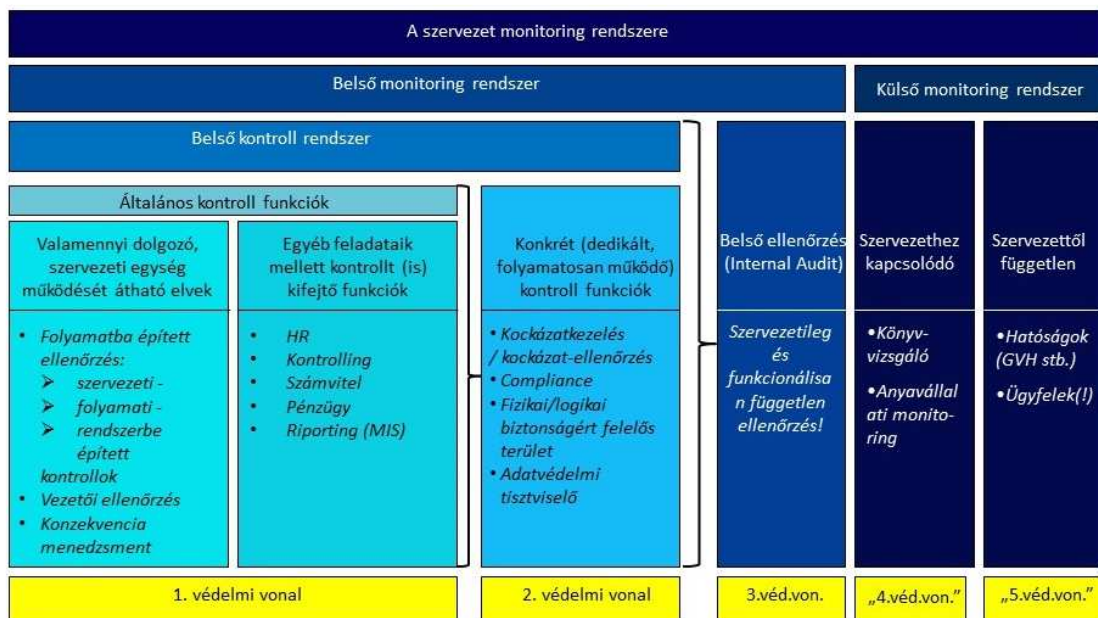 A szervezet monitoring rendszere
Belső monitoring rendszer
Külső monitoring rendszer
Belső kontroll rendszer
Általános kontroll funkciók
Valamennyi dolgozó,
szervezeti egység
működését átható elvek
Egyéb feladataik
mellett kontrollt (is)
kifejtő funkciók
Konkrét (dedikált,
folyamatosan működő)
kontroll funkciók
Belső ellenőrzés
(Internal Audit)
Szervezethez
kapcsolódó
Szervezettől
független
• Folyamatba épített
ellenőrzés:
➢ szervezeti -
➢ folyamati -
➢ rendszerbe
épített
kontrollok
• Vezetői ellenőrzés
• Konzekvencia
menedzsment
• HR
• Kontrolling
• Számvitel
• Pénzügy
• Riporting (MIS)
• Kockázatkezelés
/ kockázat-ellenőrzés
• Compliance
• Fizikai/logikai
biztonságért felelős
terület
• Adatvédelmi
tisztviselő
Szervezetileg
és
funkcionálisa
n független
ellenőrzés!
•Könyv-
vizsgáló
•Anyavállal
ati monito-
ring
•Hatóságok
(GVH stb.)
•Ügyfelek(!)
1. védelmi vonal
2. védelmi vonal
3.véd.von.
„4.véd.von.”
„5.véd.von.”